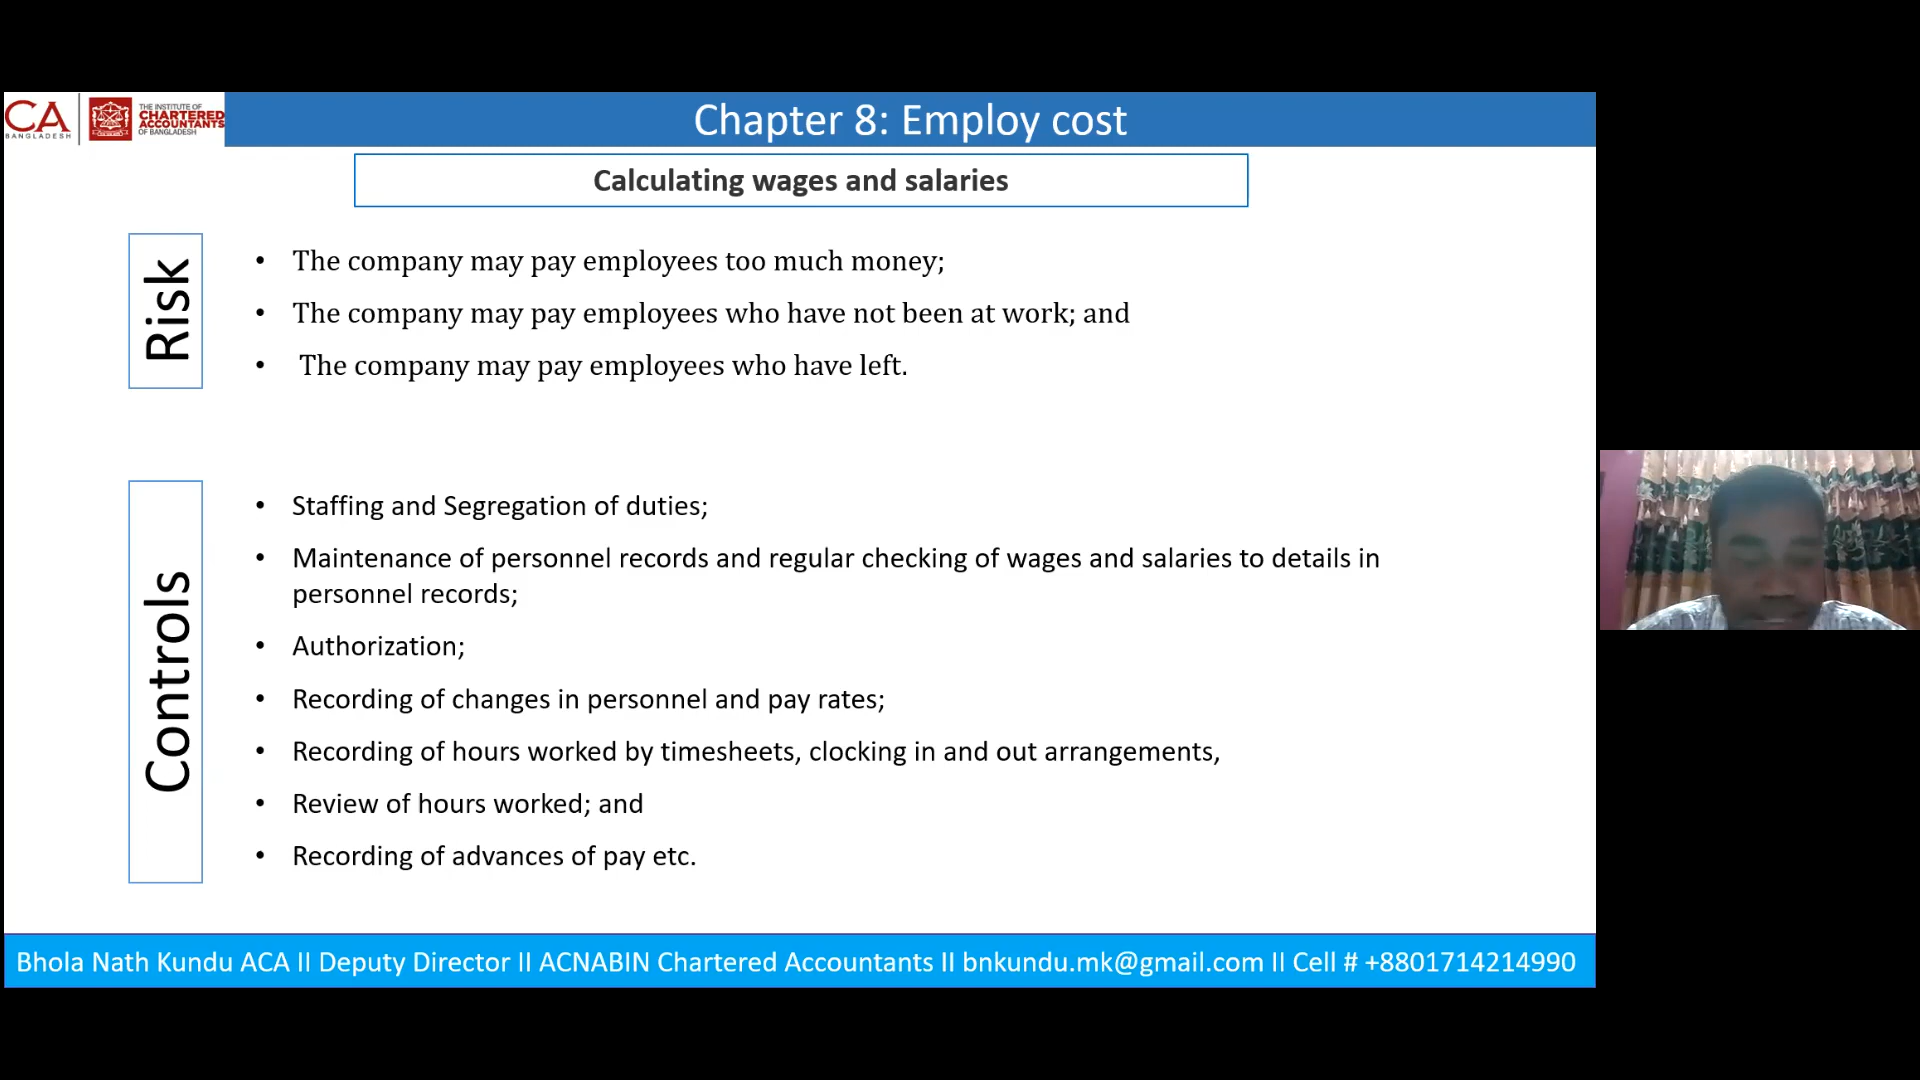 CA
BANGLADESH
THE INSTITUTE OF
CHARTERED
ACCOUNTANTS
OF BANGLADESH
Chapter 8: Employ cost
Calculating wages and salaries
Risk
• The company may pay employees too much money;
• The company may pay employees who have not been at work; and
• The company may pay employees who have left.
Controls
• Staffing and Segregation of duties;
• Maintenance of personnel records and regular checking of wages and salaries to details in
personnel records;
• Authorization;
• Recording of changes in personnel and pay rates;
• Recording of hours worked by timesheets, clocking in and out arrangements,
• Review of hours worked; and
• Recording of advances of pay etc.
Bhola Nath Kundu ACA II Deputy Director II ACNABIN Chartered Accountants II bnkundu.mk@gmail.com II Cell # +8801714214990